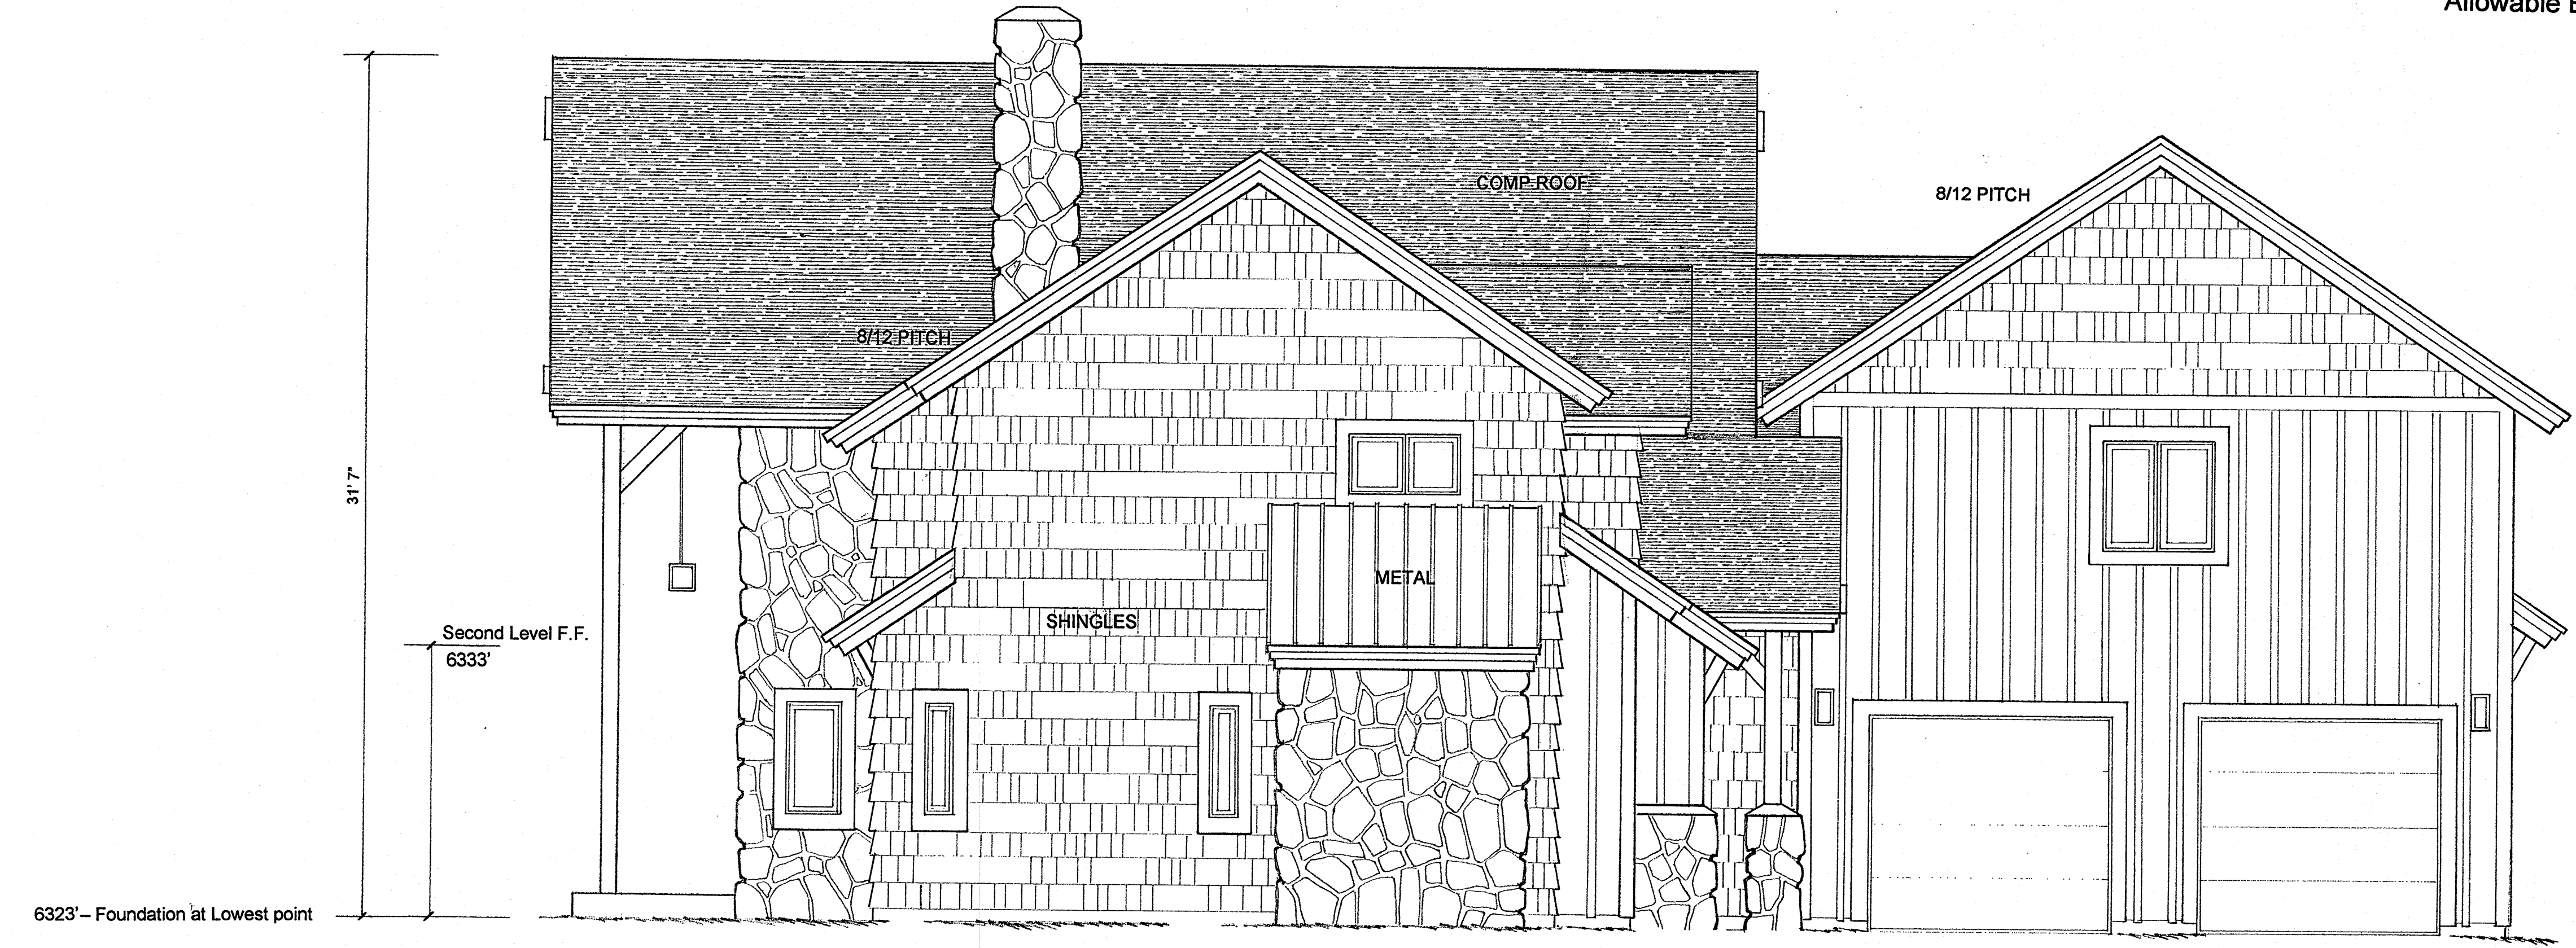 Allowable
COMP ROOF
8/12 PITCH
8/12 PITCH
31' 7"
METAL
SHINGLES
Second Level F.F.
6333'
6323'– Foundation at Lowest point